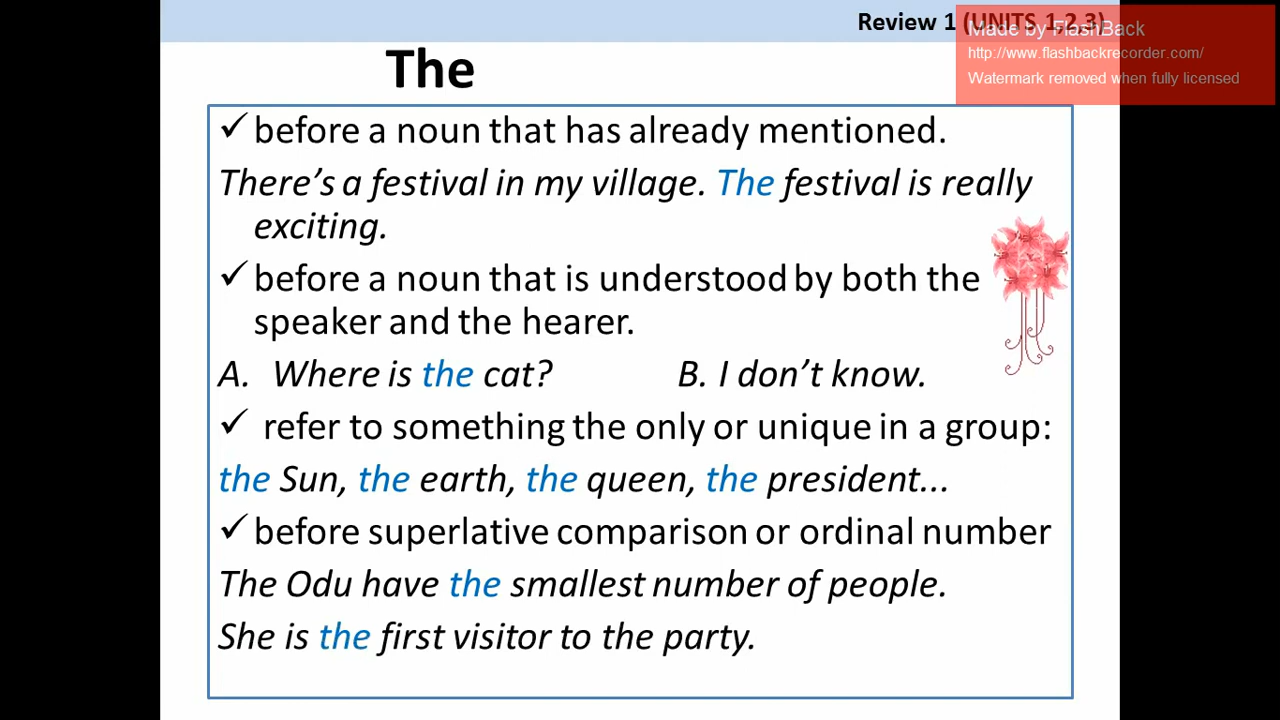 Review 1 (UNITS 1,2,3)
Made by FlashBack
http://www.flashbackrecorder.com/
Watermark removed when fully licensed
The
✓ before a noun that has already mentioned.
There's a festival in my village. The festival is really
exciting.
✓ before a noun that is understood by both the
speaker and the hearer.
A. Where is the cat? B. I don't know.
✓ refer to something the only or unique in a group:
the Sun, the earth, the queen, the president...
✓ before superlative comparison or ordinal number
The Odu have the smallest number of people.
She is the first visitor to the party.